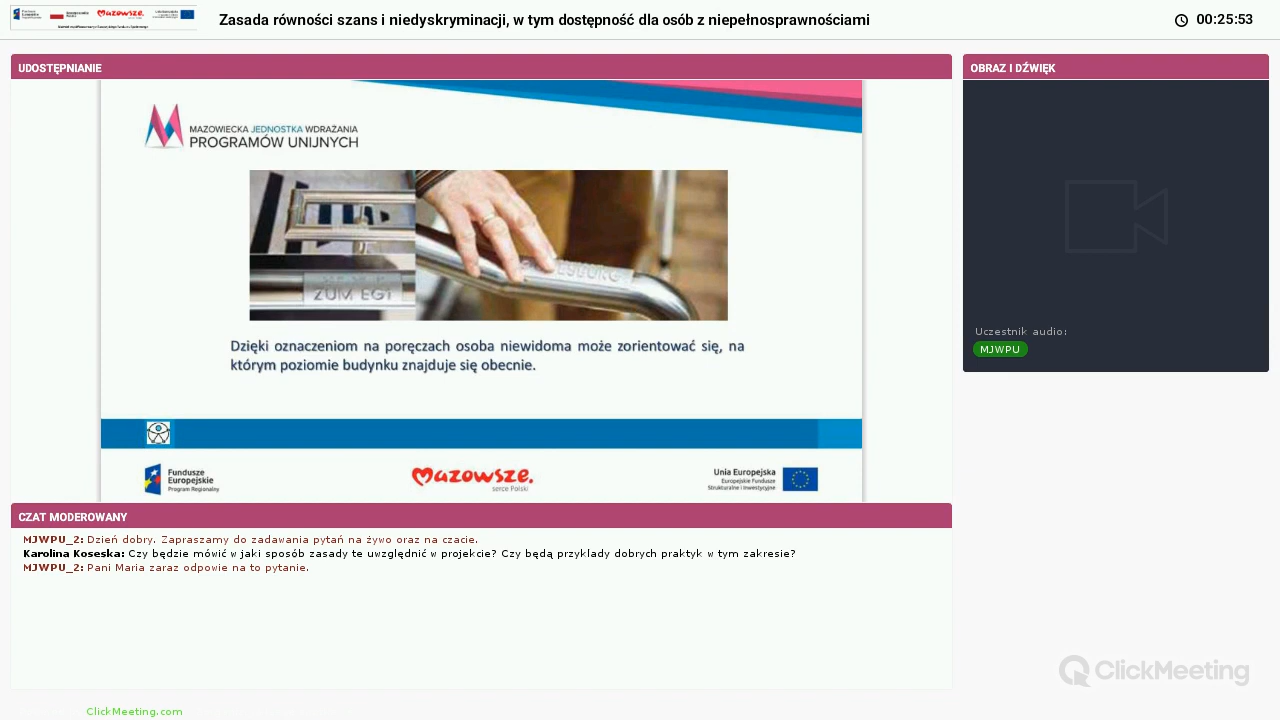 Zasada równości szans i niedyskryminacji, w tym dostępność dla osób z niepełnosprawnościami
00:25:53
UDOSTĘPNIANIE
OBRAZ I DŹWIĘK
MAZOWIECKA JEDNOSTKA WDRAŻANIA
PROGRAMÓW UNIJNYCH
ZUM EG1
Dzięki oznaczeniom na poręczach osoba niewidoma może zorientować się, na
którym poziomie budynku znajduje się obecnie.
Uczestnik audio:
MJWPU
Fundusze
Europejskie
Program Regionalny
mazowsze.
serce Polski
Unia Europejska
Europejskie Fundusze
Strukturalne i Inwestycyjne
CZAT MODEROWANY
MJWPU_2: Dzień dobry. Zapraszamy do zadawania pytań na żywo oraz na czacie.
Karolina Koseska: Czy będzie mówić w jaki sposób zasady te uwzględnić w projekcie? Czy będą przyklady dobrych praktyk w tym zakresie?
MJWPU_2: Pani Maria zaraz odpowie na to pytanie.
ClickMeeting
ClickMeeting.com